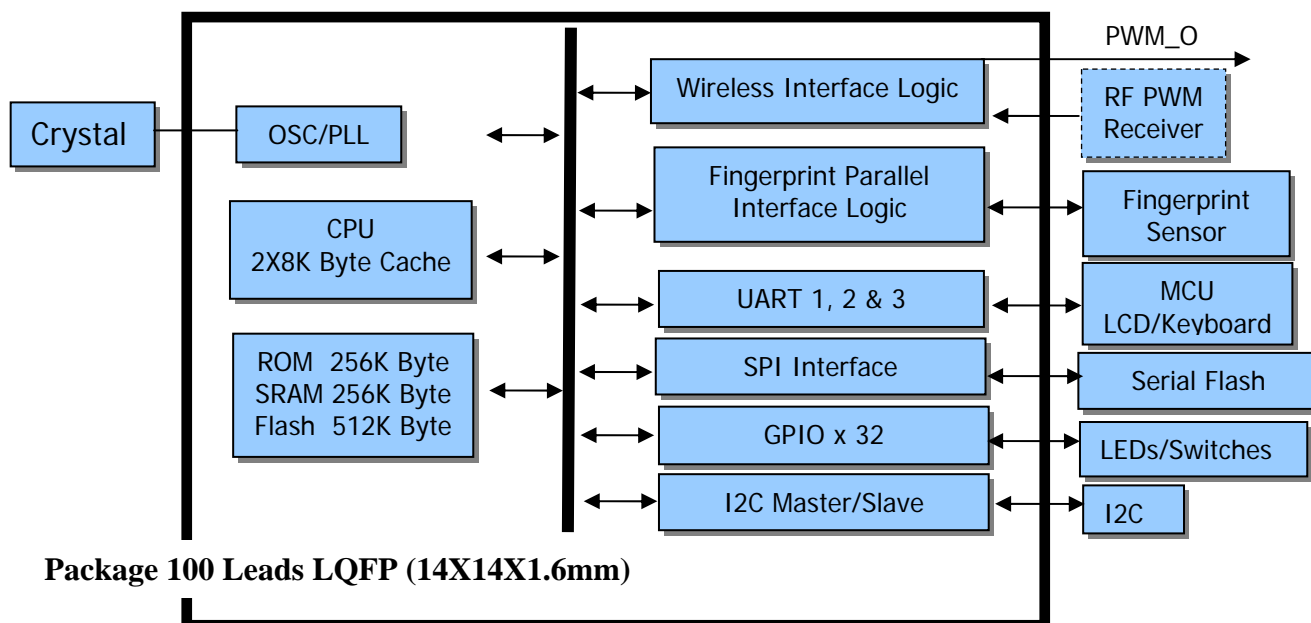 PWM_O
Wireless Interface Logic
RF PWM
Receiver
Crystal
OSC/PLL
Fingerprint Parallel
Interface Logic
Fingerprint
Sensor
CPU
2X8K Byte Cache
UART 1, 2 & 3
MCU
LCD/Keyboard
ROM 256K Byte
SRAM 256K Byte
Flash 512K Byte
SPI Interface
Serial Flash
GPIO x 32
LEDs/Switches
I2C Master/Slave
I2C
Package 100 Leads LQFP (14X14X1.6mm)